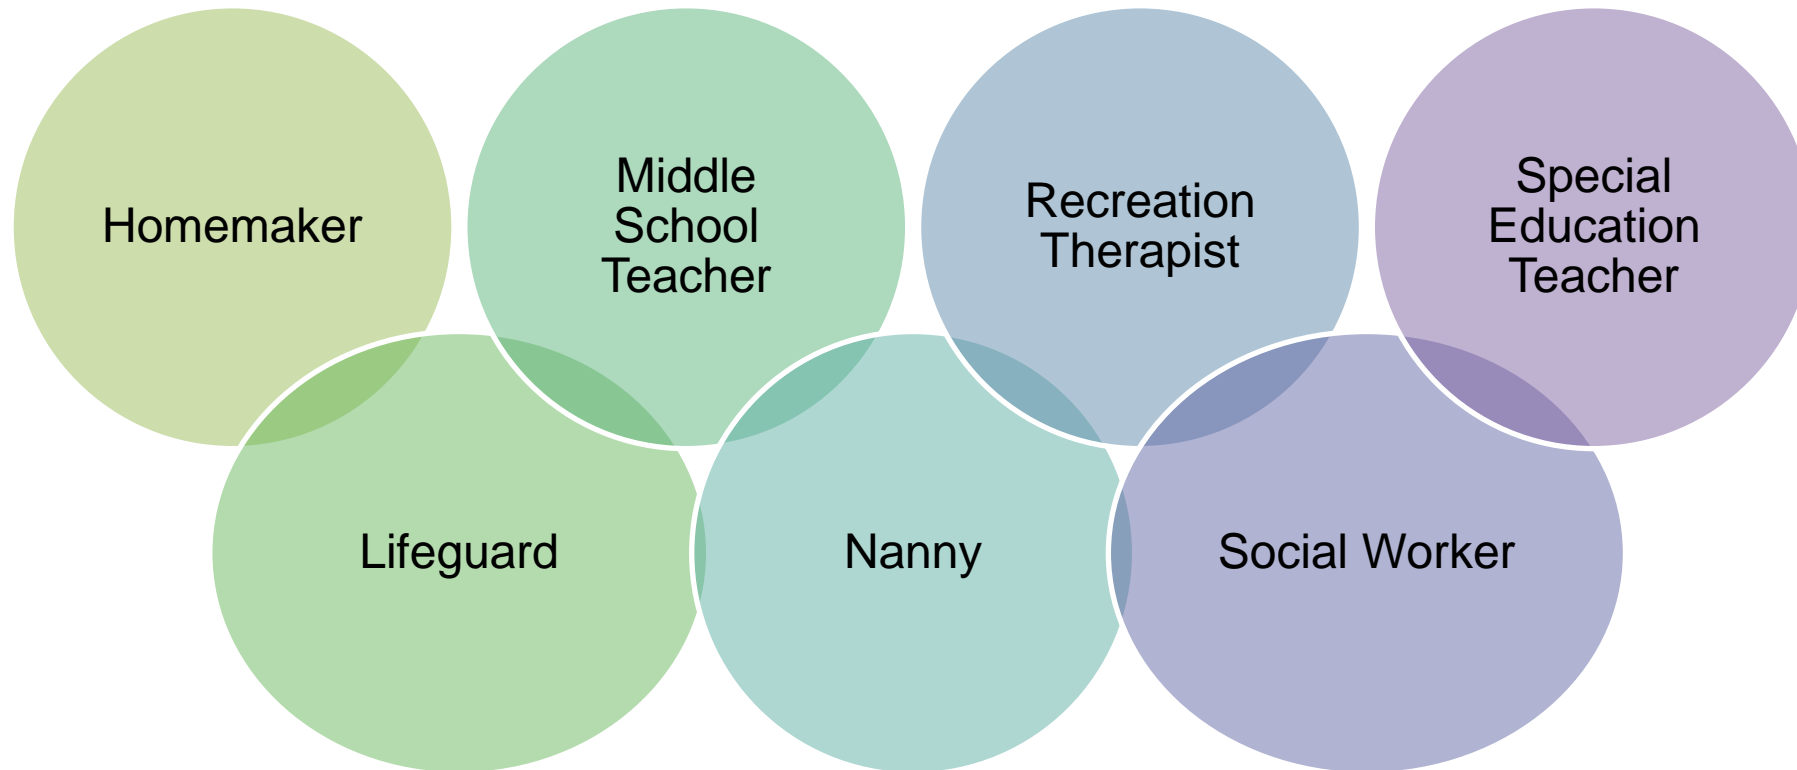 Homemaker
Middle
School
Teacher
Recreation
Therapist
Special
Education
Teacher
Lifeguard
Nanny
Social Worker